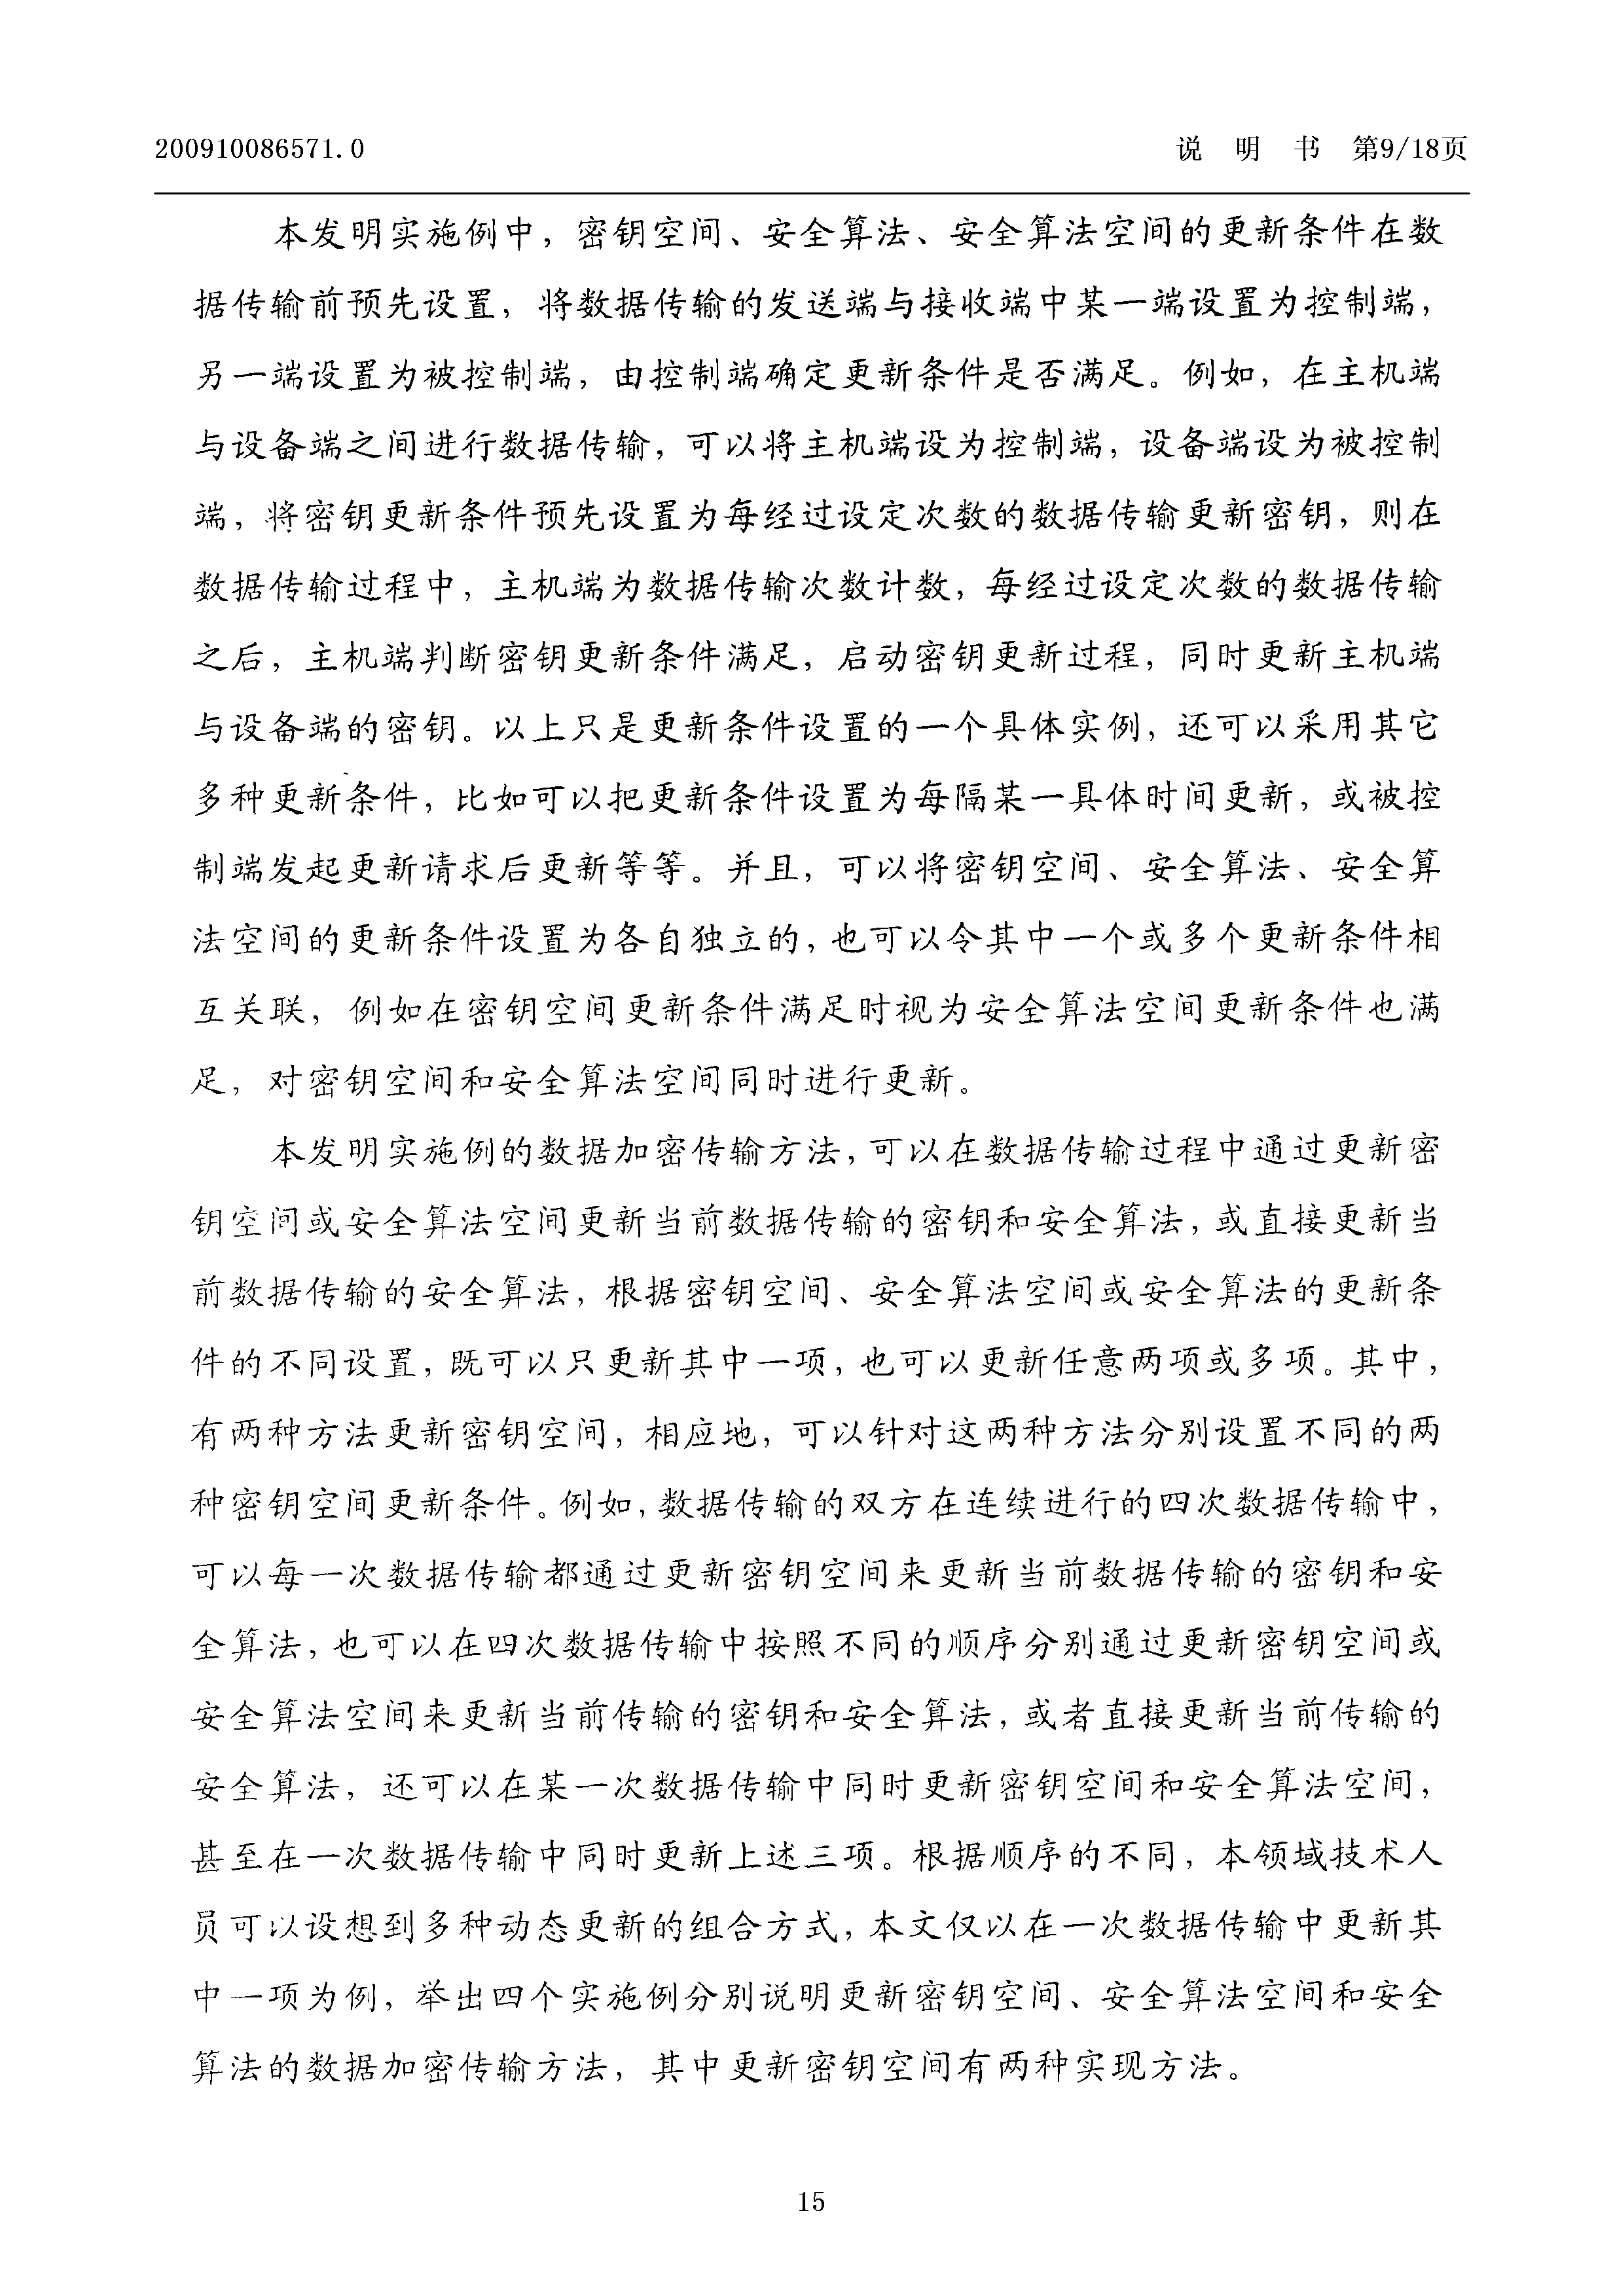 200910086571.0 说 明 书 第9/18页
本发明实施例中，密钥空间、安全算法、安全算法空间的更新条件在数
据传输前预先设置，将数据传输的发送端与接收端中某一端设置为控制端，
另一端设置为被控制端，由控制端确定更新条件是否满足。例如，在主机端
与设备端之间进行数据传输，可以将主机端设为控制端，设备端设为被控制
端，将密钥更新条件预先设置为每经过设定次数的数据传输更新密钥，则在
数据传输过程中，主机端为数据传输次数计数，每经过设定次数的数据传输
之后，主机端判断密钥更新条件满足，启动密钥更新过程，同时更新主机端
与设备端的密钥。以上只是更新条件设置的一个具体实例，还可以采用其它
多种更新条件，比如可以把更新条件设置为每隔某一具体时间更新，或被控
制端发起更新请求后更新等等。并且，可以将密钥空间、安全算法、安全算
法空间的更新条件设置为各自独立的，也可以令其中一个或多个更新条件相
互关联，例如在密钥空间更新条件满足时视为安全算法空间更新条件也满
足，对密钥空间和安全算法空间同时进行更新。
本发明实施例的数据加密传输方法，可以在数据传输过程中通过更新密
钥空间或安全算法空间更新当前数据传输的密钥和安全算法，或直接更新当
前数据传输的安全算法，根据密钥空间、安全算法空间或安全算法的更新条
件的不同设置，既可以只更新其中一项，也可以更新任意两项或多项。其中，
有两种方法更新密钥空间，相应地，可以针对这两种方法分别设置不同的两
种密钥空间更新条件。例如，数据传输的双方在连续进行的四次数据传输中，
可以每一次数据传输都通过更新密钥空间来更新当前数据传输的密钥和安
全算法，也可以在四次数据传输中按照不同的顺序分别通过更新密钥空间或
安全算法空间来更新当前传输的密钥和安全算法，或者直接更新当前传输的
安全算法，还可以在某一次数据传输中同时更新密钥空间和安全算法空间，
甚至在一次数据传输中同时更新上述三项。根据顺序的不同，本领域技术人
员可以设想到多种动态更新的组合方式，本文仅以在一次数据传输中更新其
中一项为例，举出四个实施例分别说明更新密钥空间、安全算法空间和安全
算法的数据加密传输方法，其中更新密钥空间有两种实现方法。
15